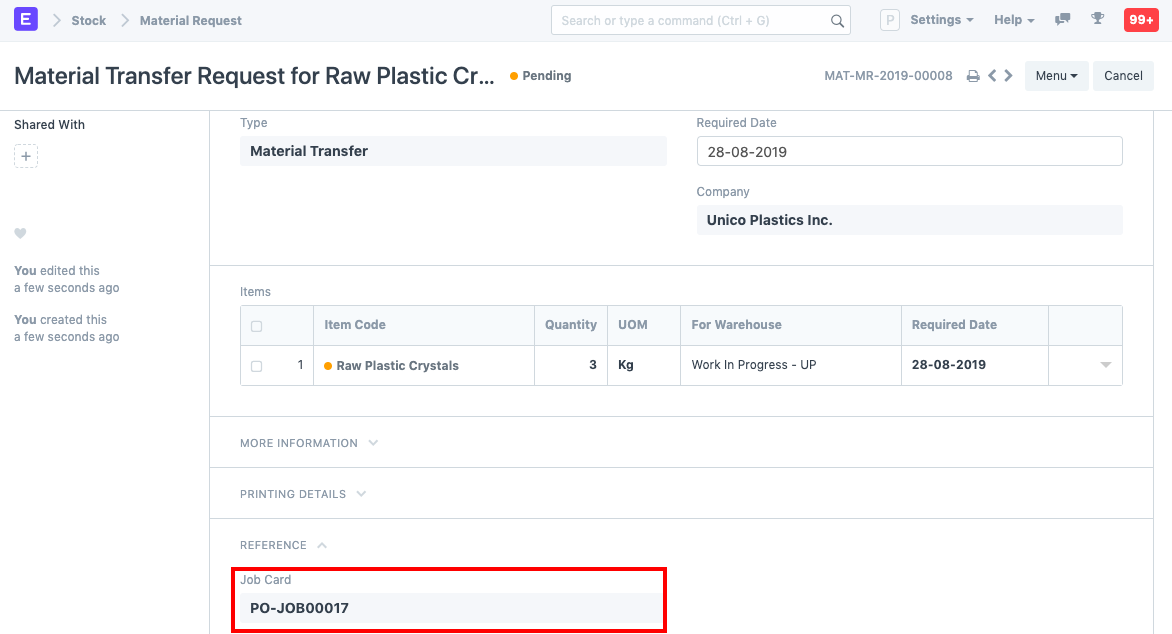 E Stock Material Request Search or type a command (Ctrl + G) P Settings Help 99+
Material Transfer Request for Raw Plastic Cr... Pending MAT-MR-2019-00008 Menu Cancel
Shared With
+
You edited this
a few seconds ago
You created this
a few seconds ago
Type
Material Transfer
Required Date
28-08-2019
Company
Unico Plastics Inc.
Items
Item Code Quantity UOM For Warehouse Required Date
1 Raw Plastic Crystals 3 Kg Work In Progress - UP 28-08-2019
MORE INFORMATION
PRINTING DETAILS
REFERENCE
Job Card
PO-JOB00017